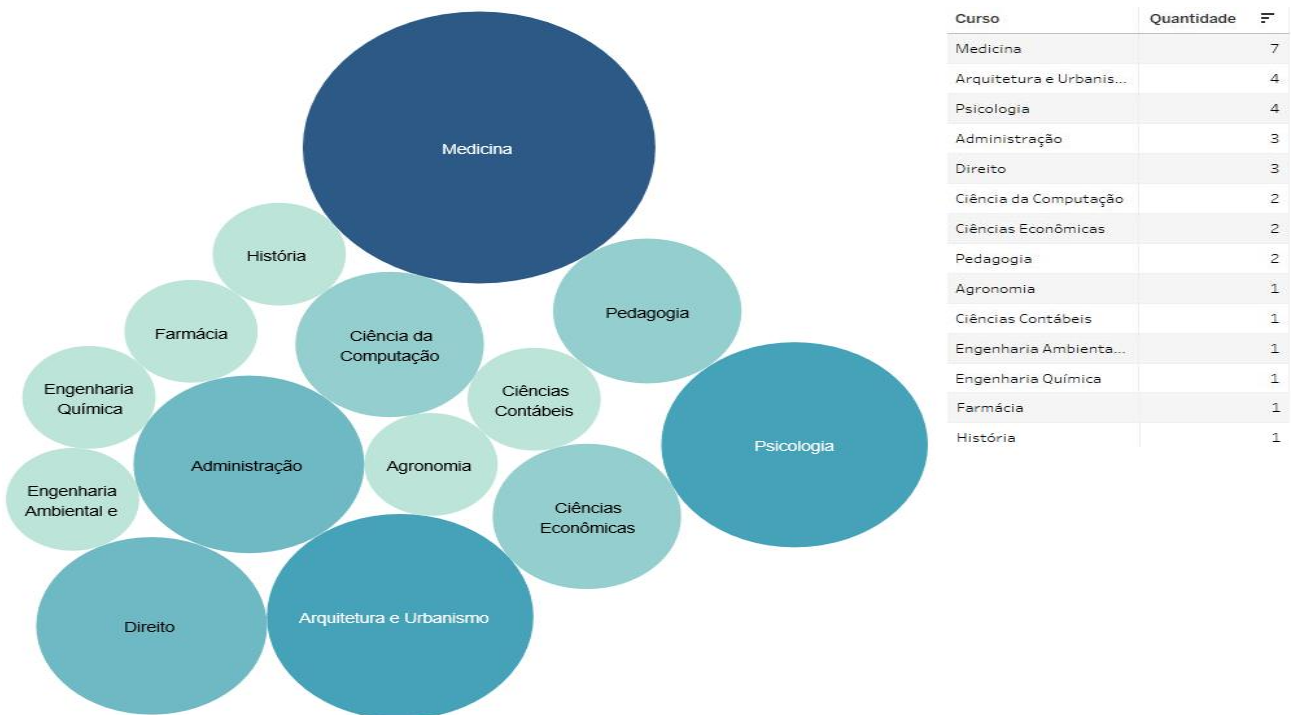 Medicina
História
Pedagogia
Farmácia
Ciência da
Computação
Engenharia
Química
Ciências
Contábeis
Psicologia
Administração
Agronomia
Engenharia
Ambiental e
Ciências
Econômicas
Direito
Arquitetura e Urbanismo
Curso Quantidade
Medicina 7
Arquitetura e Urbanis... 4
Psicologia 4
Administração 3
Direito 3
Ciência da Computação 2
Ciências Econômicas 2
Pedagogia 2
Agronomia 1
Ciências Contábeis 1
Engenharia Ambienta... 1
Engenharia Química 1
Farmácia 1
História 1